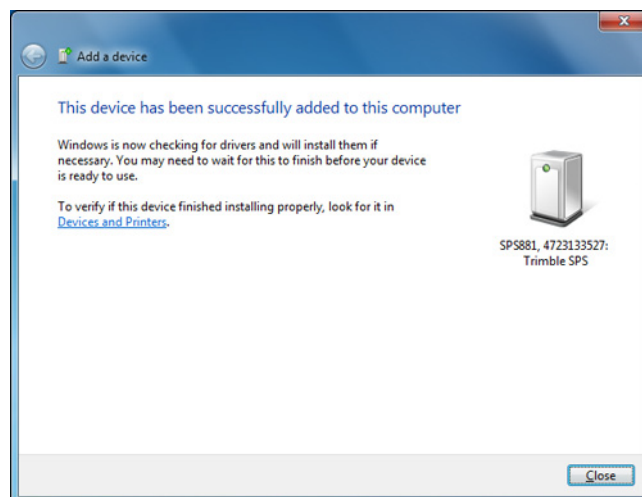 Add a device
This device has been successfully added to this computer
Windows is now checking for drivers and will install them if
necessary. You may need to wait for this to finish before your device
is ready to use.
To verify if this device finished installing properly, look for it in
Devices and Printers.
SPS881, 4723133527:
Trimble SPS
Close